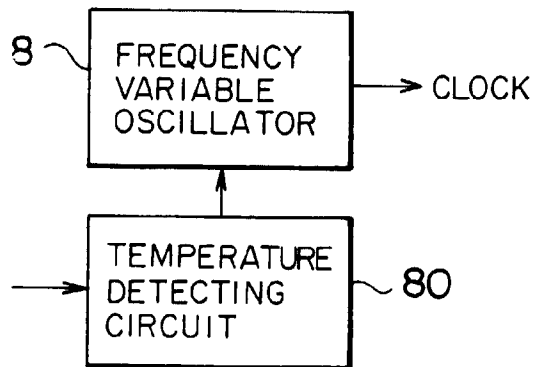 8
FREQUENCY
VARIABLE
OSCILLATOR
CLOCK
TEMPERATURE
DETECTING
CIRCUIT
80